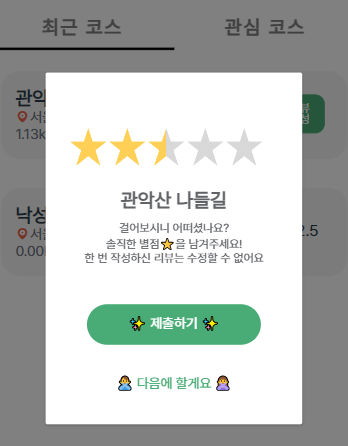 최근 코스 관심 코스
관악
서울
1.13k
관악산 나들길
걸어보시니 어떠셨나요?
솔직한 별점⭐을 남겨주세요!
한 번 작성하신 리뷰는 수정할 수 없어요
낙성
0.00
2.5
✨ 제출하기 ✨
🙍‍♂️ 다음에 할게요 🙍‍♀️